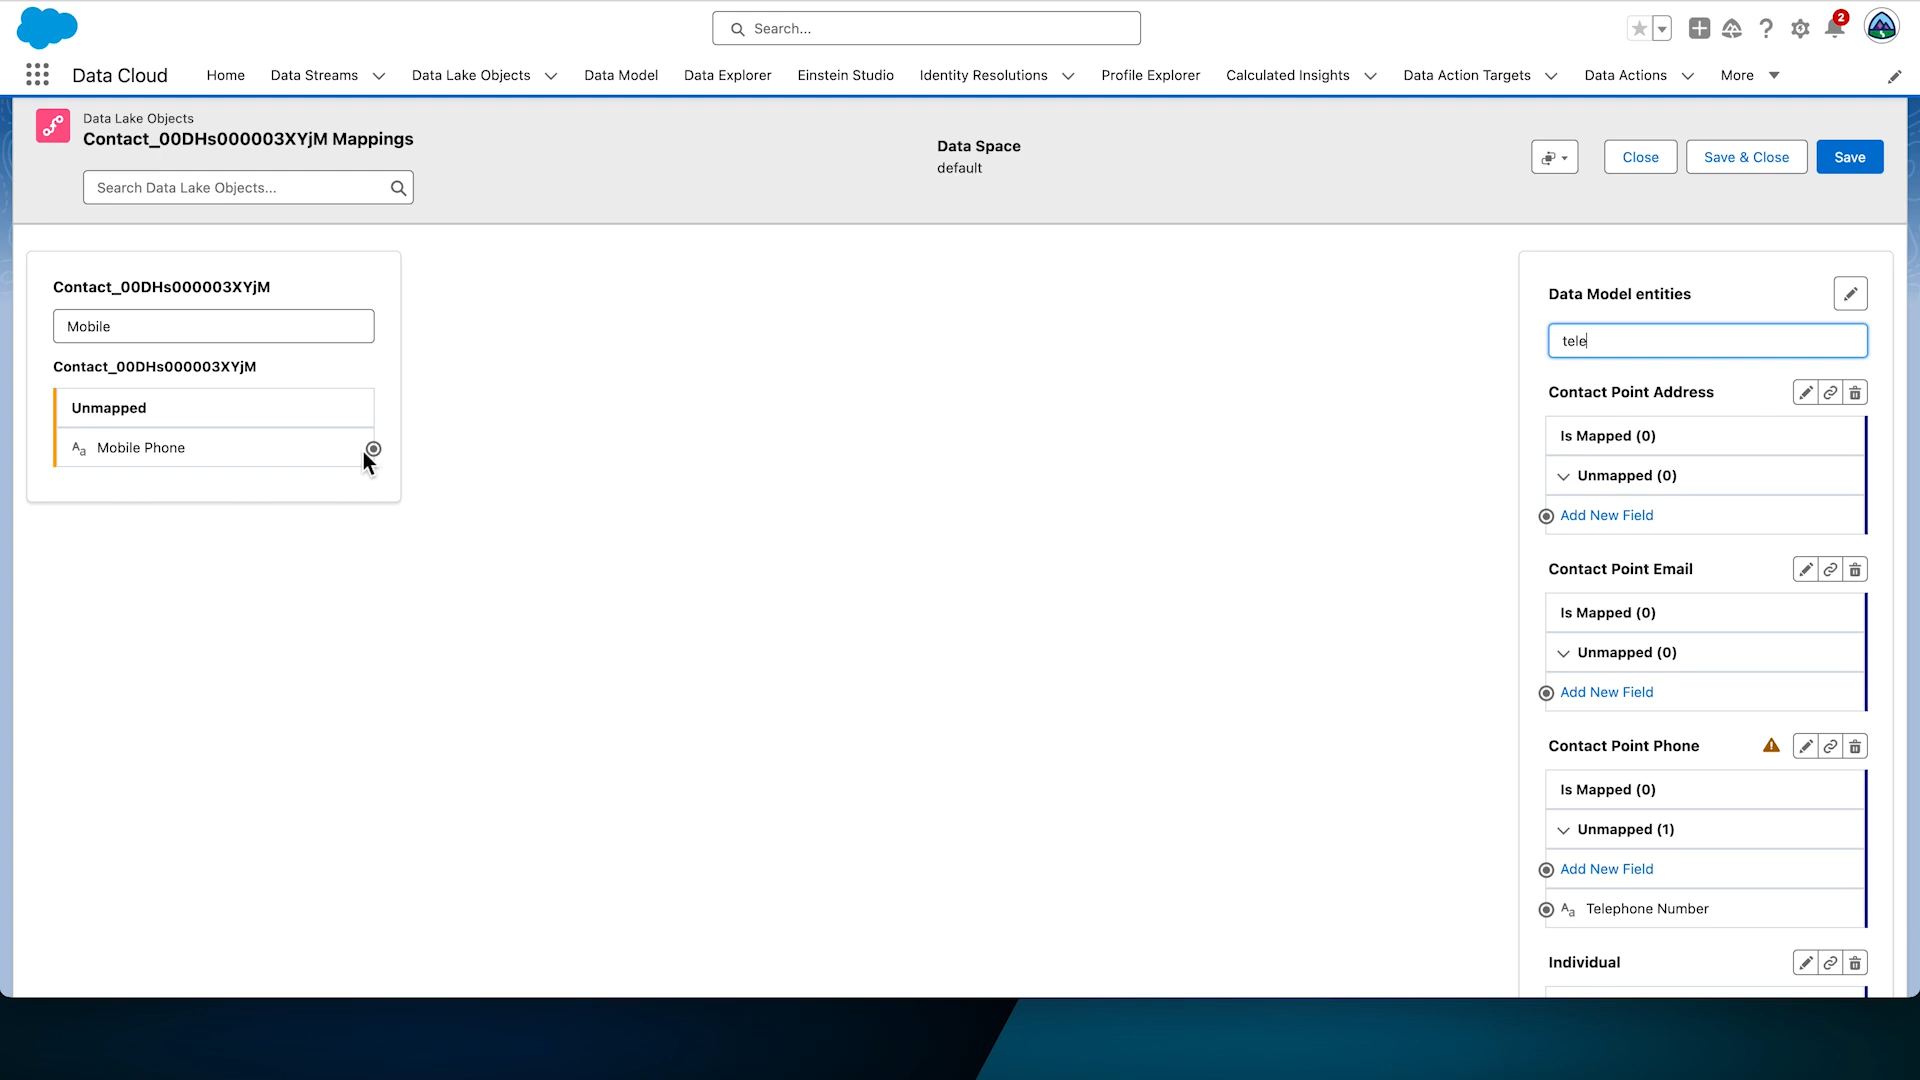 Search...
2
Data Cloud
Home
Data Streams
Data Lake Objects
Data Model
Data Explorer
Einstein Studio
Identity Resolutions
Profile Explorer
Calculated Insights
Data Action Targets
Data Actions
More
Data Lake Objects
Contact_00DHs000003XYjM Mappings
Search Data Lake Objects...
Data Space
default
Close
Save & Close
Save
Contact_00DHs000003XYjM
Mobile
Contact_00DHs000003XYjM
Unmapped
Aa Mobile Phone
Data Model entities
tele
Contact Point Address
Is Mapped (0)
Unmapped (0)
Add New Field
Contact Point Email
Is Mapped (0)
Unmapped (0)
Add New Field
Contact Point Phone
Is Mapped (0)
Unmapped (1)
Add New Field
Aa Telephone Number
Individual